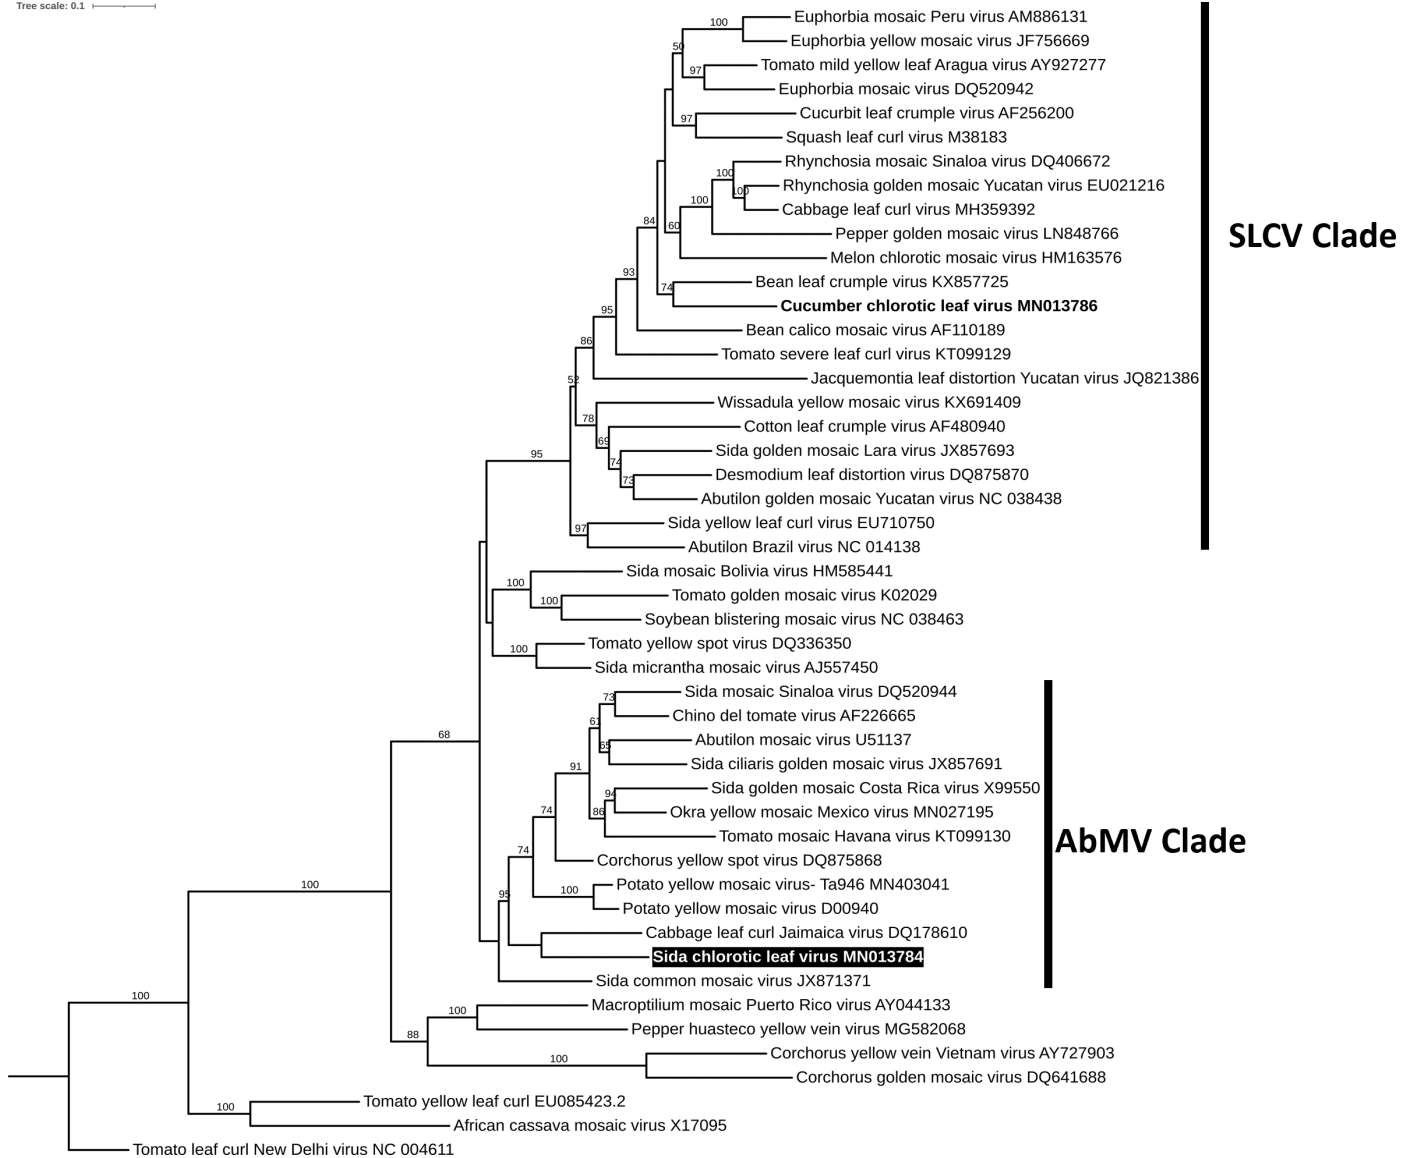 Tree scale: 0.1
100
Euphorbia mosaic Peru virus AM886131
Euphorbia yellow mosaic virus JF756669
50
97
Tomato mild yellow leaf Aragua virus AY927277
Euphorbia mosaic virus DQ520942
97
Cucurbit leaf crumple virus AF256200
Squash leaf curl virus M38183
100
Rhynchosia mosaic Sinaloa virus DQ406672
100
Rhynchosia golden mosaic Yucatan virus EU021216
100
Cabbage leaf curl virus MH359392
84
60
Pepper golden mosaic virus LN848766
SLCV Clade
Melon chlorotic mosaic virus HM163576
93
74
Bean leaf crumple virus KX857725
Cucumber chlorotic leaf virus MN013786
95
Bean calico mosaic virus AF110189
86
Tomato severe leaf curl virus KT099129
52
Jacquemontia leaf distortion Yucatan virus JQ821386
Wissadula yellow mosaic virus KX691409
78
Cotton leaf crumple virus AF480940
69
Sida golden mosaic Lara virus JX857693
95
74
Desmodium leaf distortion virus DQ875870
73
Abutilon golden mosaic Yucatan virus NC 038438
97
Sida yellow leaf curl virus EU710750
Abutilon Brazil virus NC 014138
Sida mosaic Bolivia virus HM585441
100
Tomato golden mosaic virus K02029
100
Soybean blistering mosaic virus NC 038463
Tomato yellow spot virus DQ336350
100
Sida micrantha mosaic virus AJ557450
73
Sida mosaic Sinaloa virus DQ520944
Chino del tomate virus AF226665
61
68
65
Abutilon mosaic virus U51137
Sida ciliaris golden mosaic virus JX857691
91
94
Sida golden mosaic Costa Rica virus X99550
74
86
Okra yellow mosaic Mexico virus MN027195
Tomato mosaic Havana virus KT099130
AbMV Clade
74
Corchorus yellow spot virus DQ875868
100
100
Potato yellow mosaic virus- Ta946 MN403041
95
Potato yellow mosaic virus D00940
Cabbage leaf curl Jamaica virus DQ178610
Sida chlorotic leaf virus MN013784
Sida common mosaic virus JX871371
100
100
Macroptilium mosaic Puerto Rico virus AY044133
88
Pepper huasteco yellow vein virus MG582068
100
Corchorus yellow vein Vietnam virus AY727903
Corchorus golden mosaic virus DQ641688
100
Tomato yellow leaf curl EU085423.2
African cassava mosaic virus X17095
Tomato leaf curl New Delhi virus NC 004611